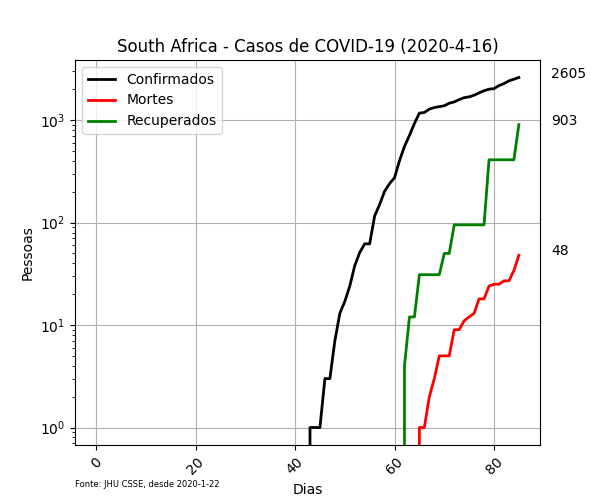 South Africa - Casos de COVID-19 (2020-4-16)
Confirmados
Mortes
Recuperados
2605
903
48
10³
10²
10¹
10⁰
Pessoas
0 20 40 60 80
Dias
Fonte: JHU CSSE, desde 2020-1-22